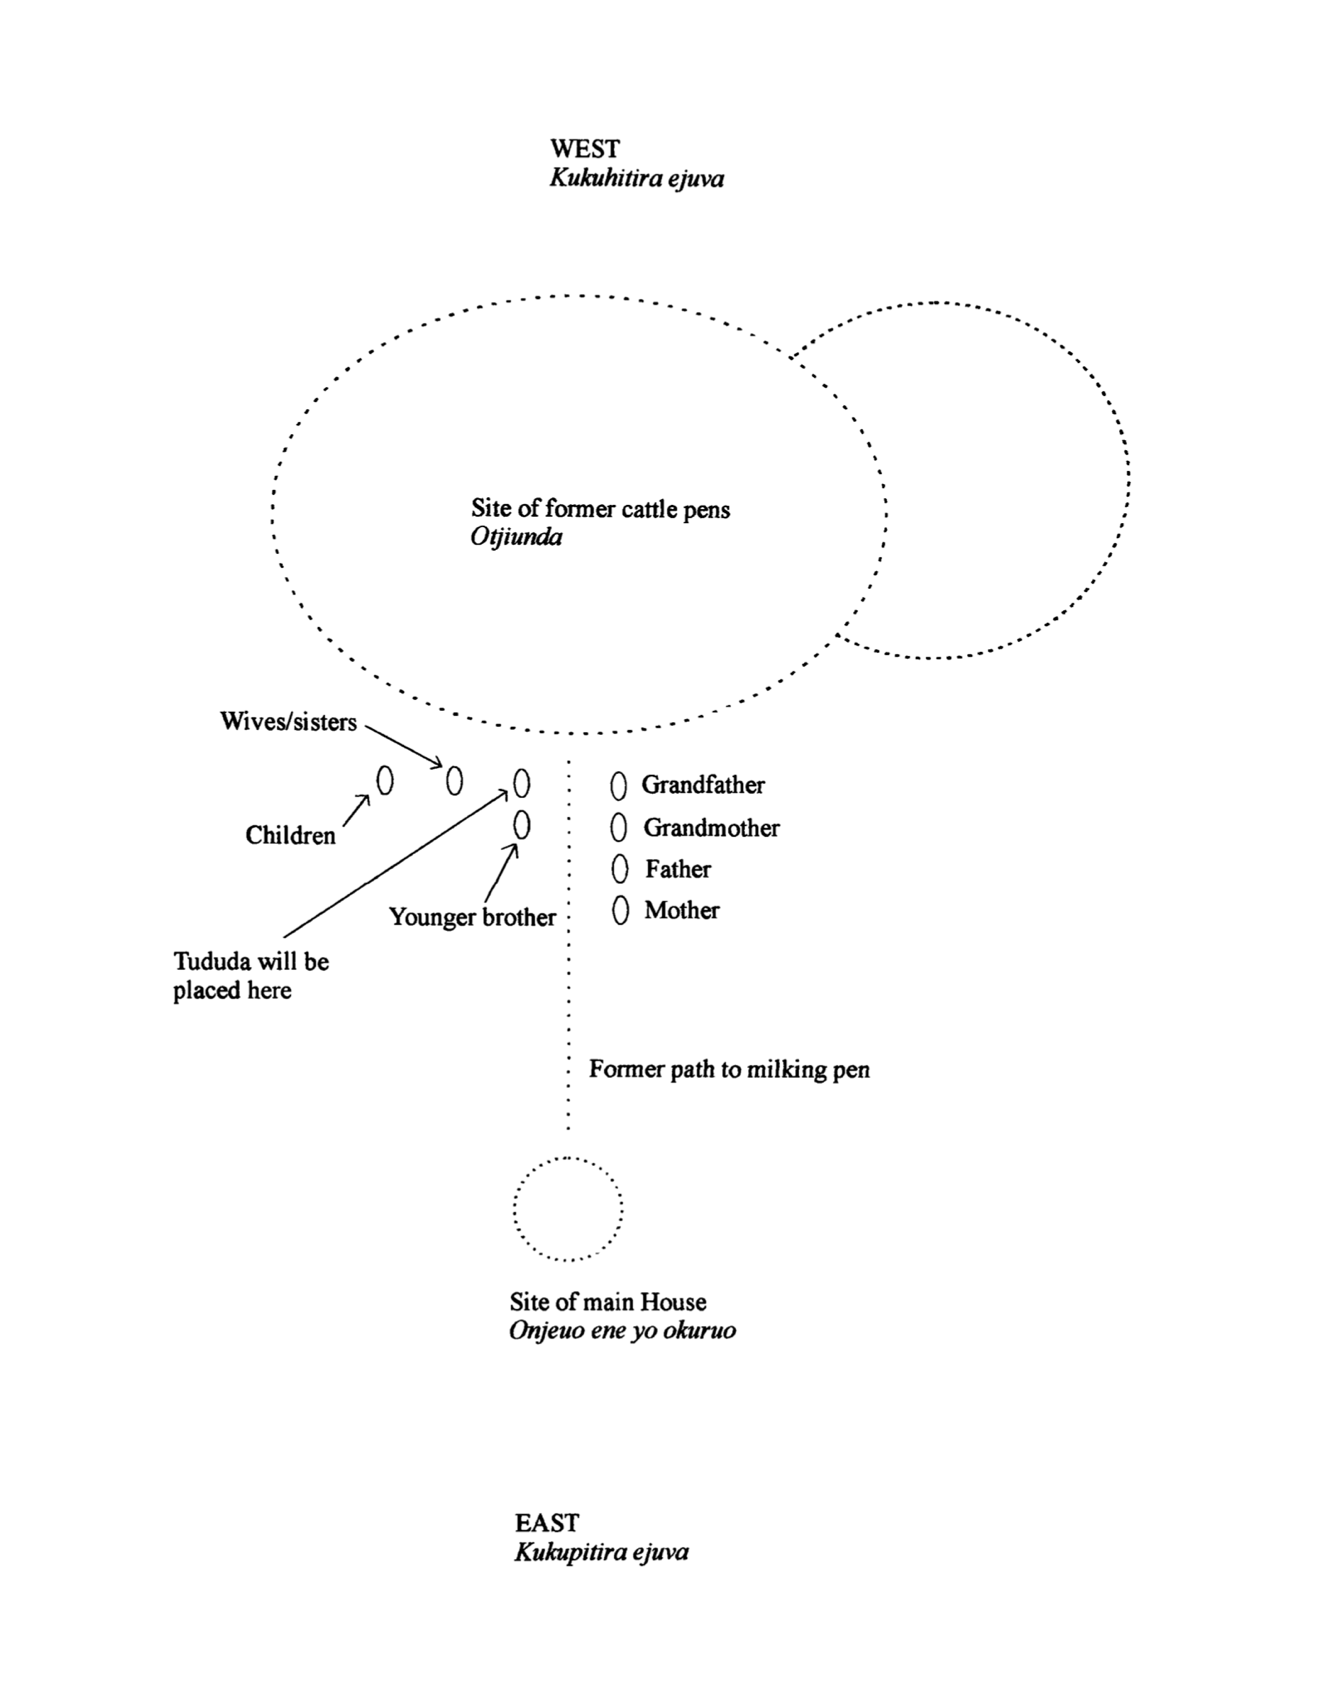 WEST
Kukuhitira ejuva
Site of former cattle pens
Otjiunda
Wives/sisters
Children
Grandfather
Grandmother
Father
Mother
Younger brother
Tududa will be
placed here
Former path to milking pen
Site of main House
Onjeuo ene yo okuruo
EAST
Kukupitira ejuva